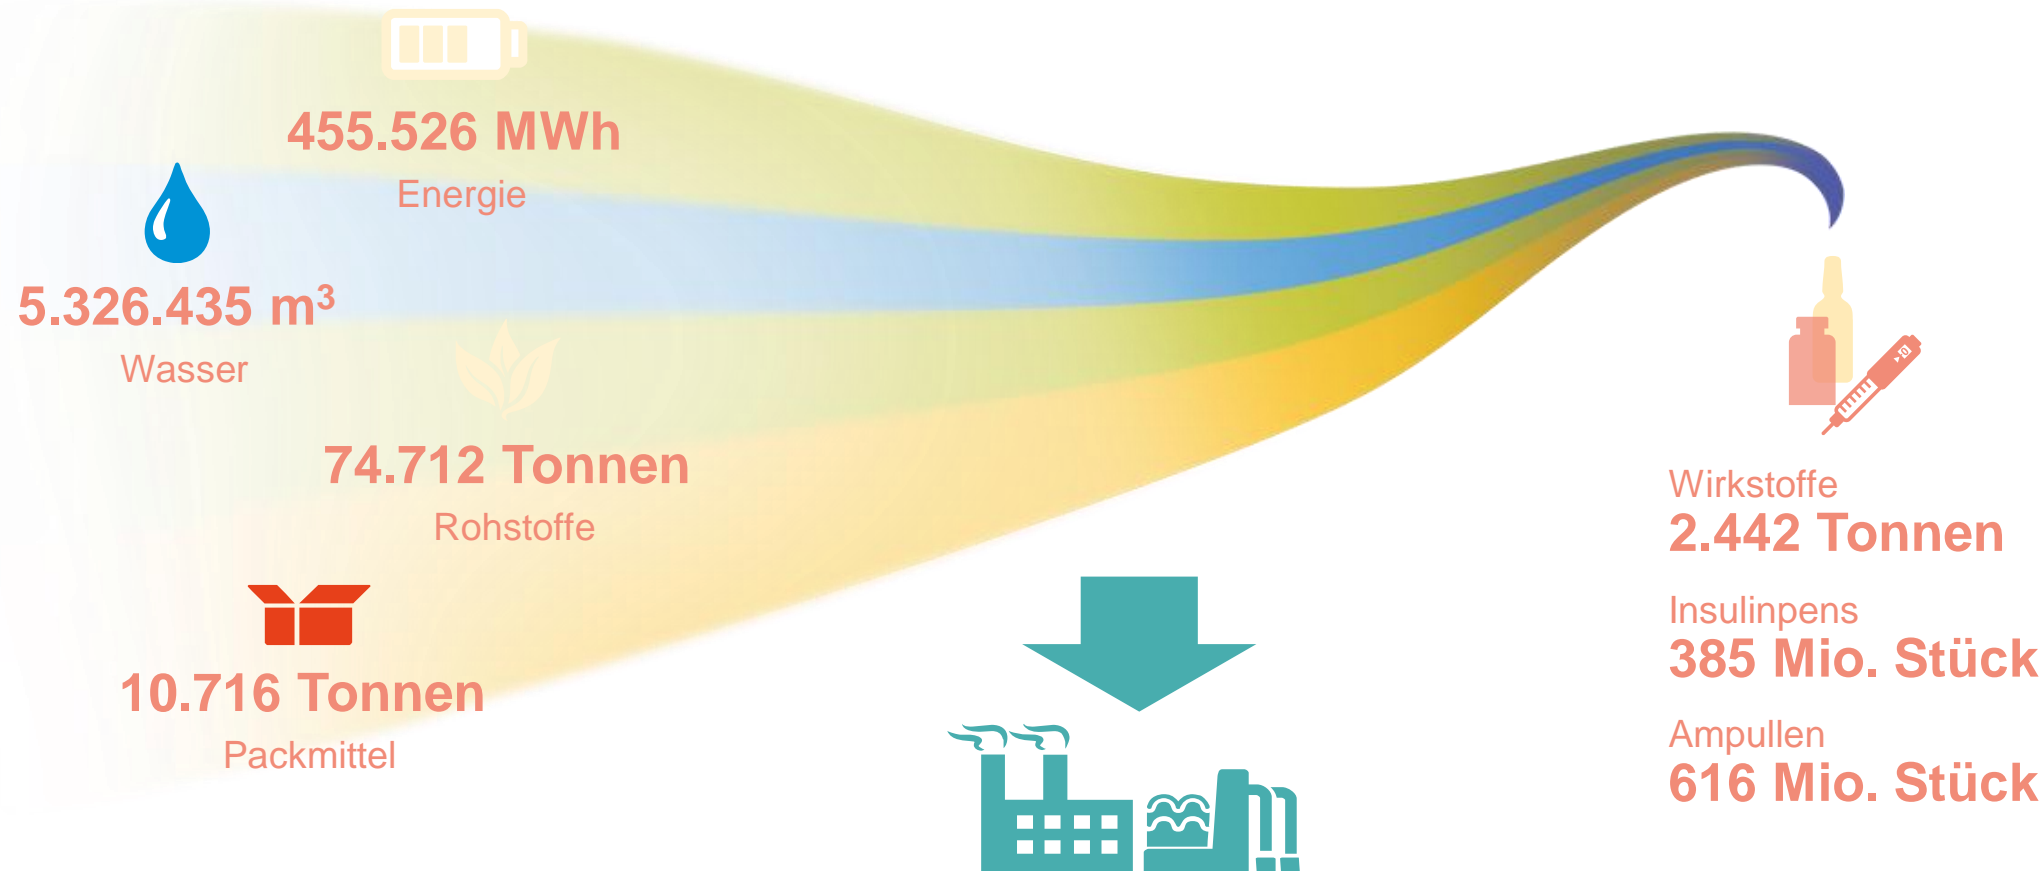 455.526 MWh
Energie
5.326.435 m³
Wasser
74.712 Tonnen
Rohstoffe
10.716 Tonnen
Packmittel
Wirkstoffe
2.442 Tonnen
Insulinpens
385 Mio. Stück
Ampullen
616 Mio. Stück